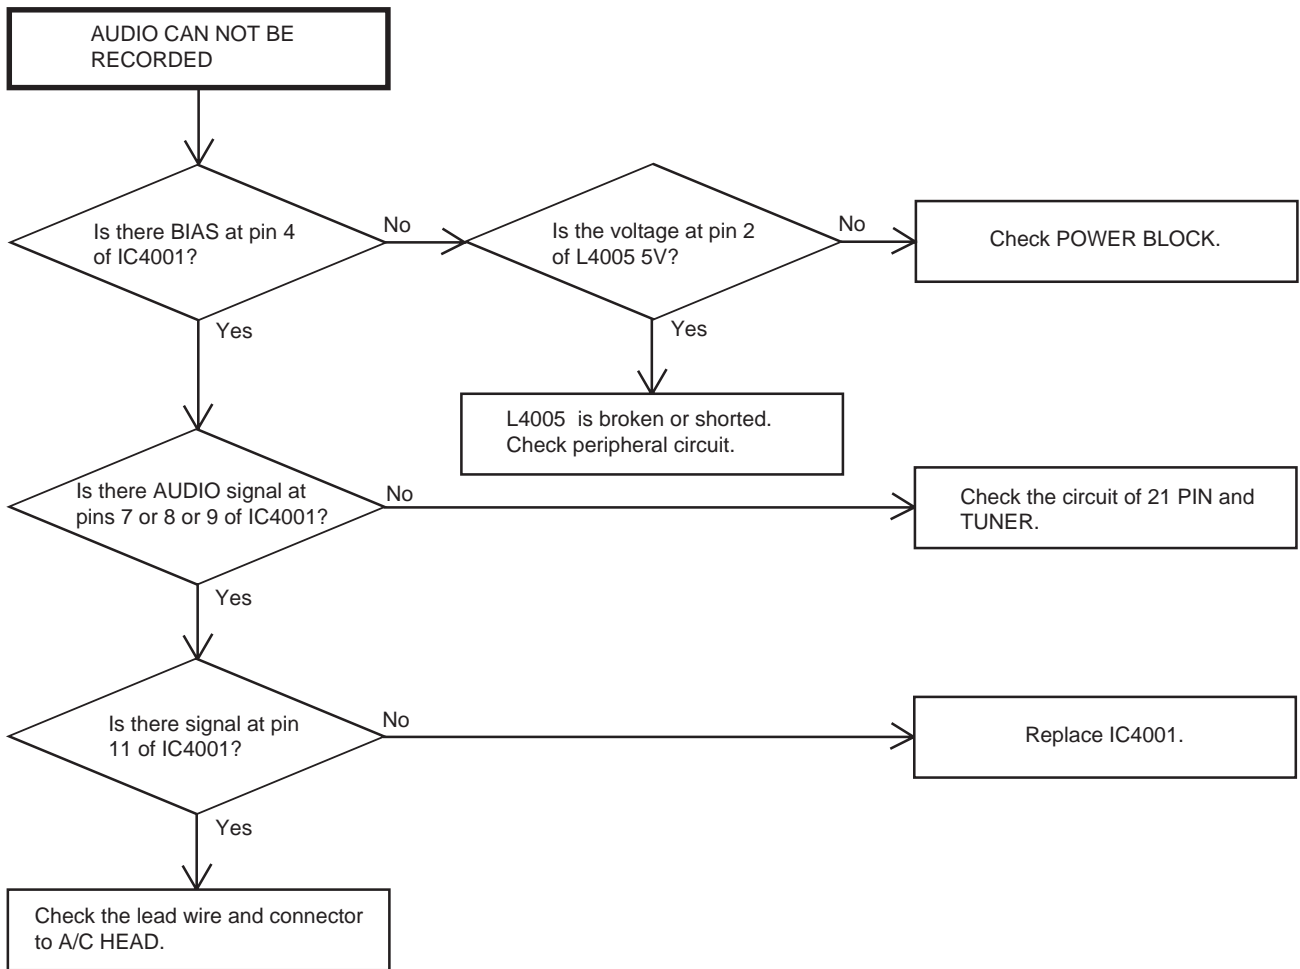 AUDIO CAN NOT BE
RECORDED
Is there BIAS at pin 4
of IC4001?
No
Is the voltage at pin 2
of L4005 5V?
No
Check POWER BLOCK.
Yes
Yes
L4005  is broken or shorted.
Check peripheral circuit.
Is there AUDIO signal at
pins 7 or 8 or 9 of IC4001?
No
Check the circuit of 21 PIN and
TUNER.
Yes
Is there signal at pin
11 of IC4001?
No
Replace IC4001.
Yes
Check the lead wire and connector
to A/C HEAD.